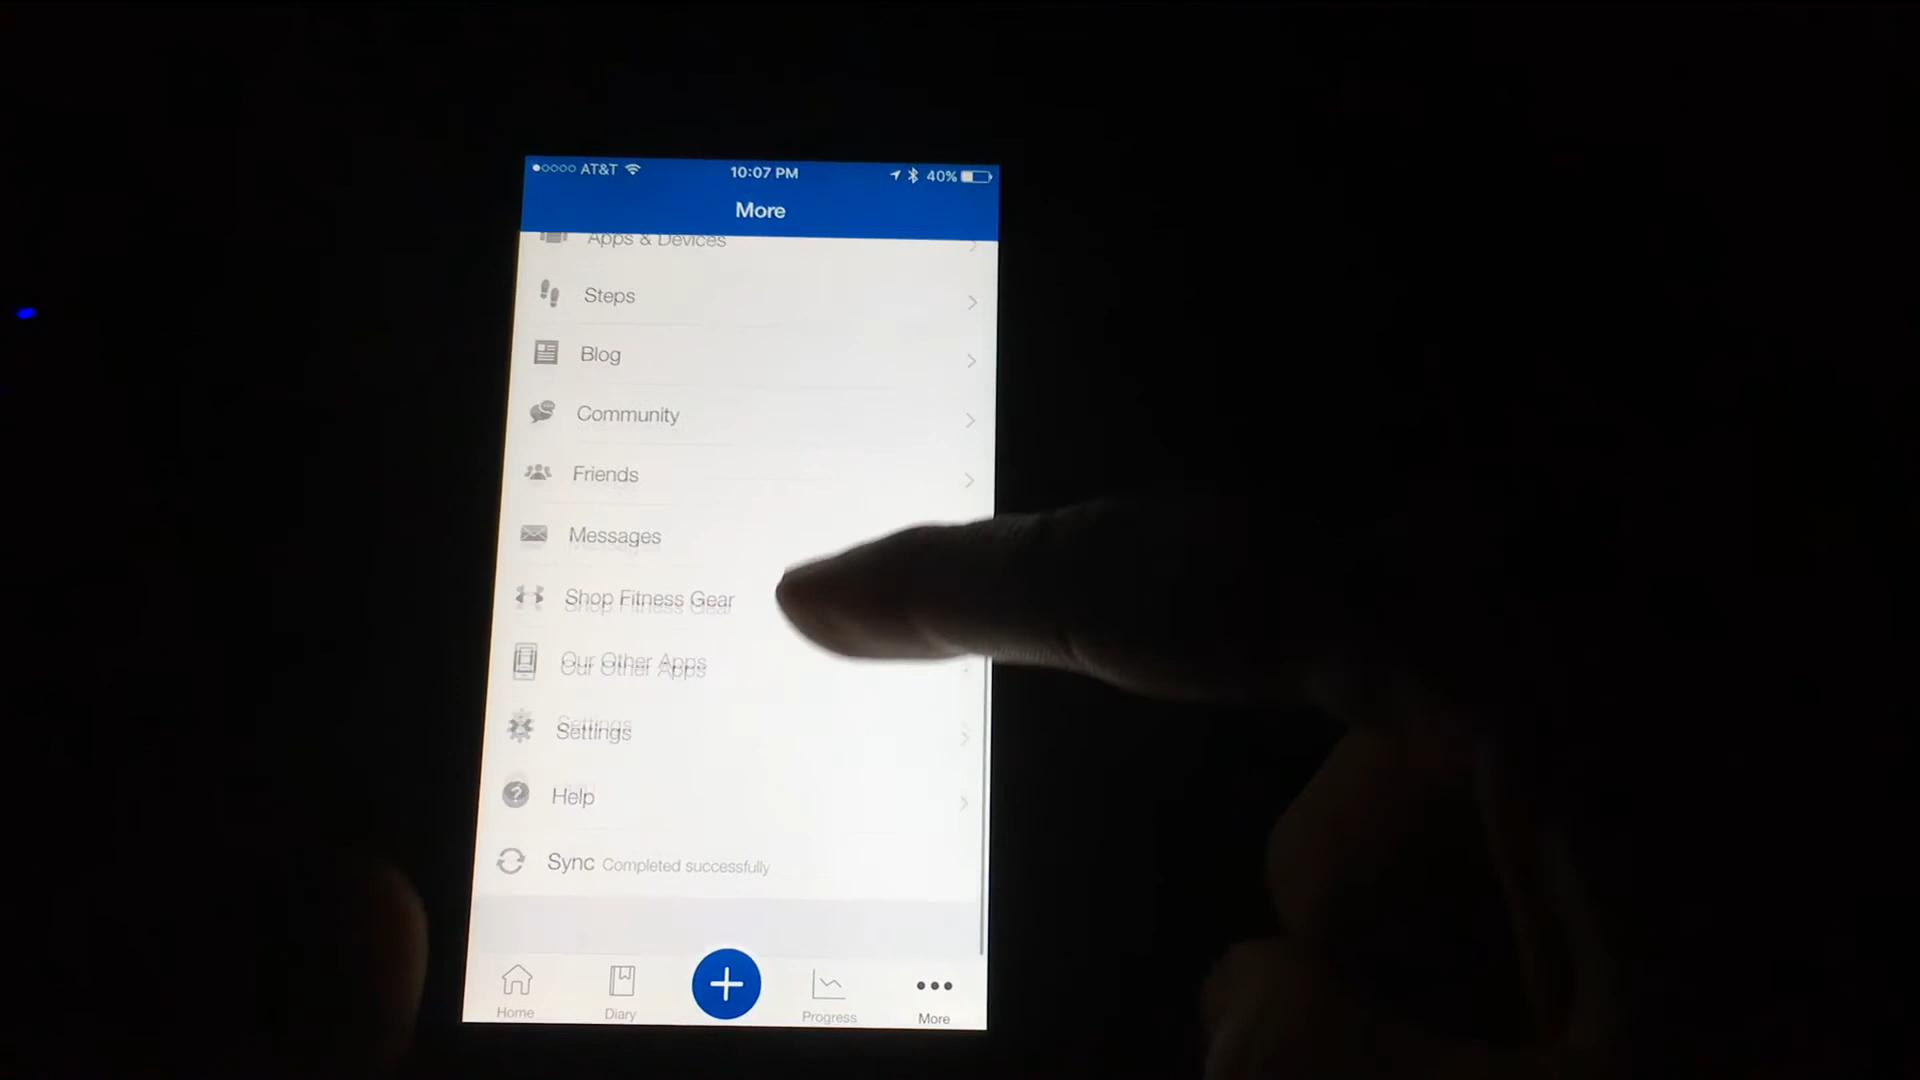 AT&T 10:07 PM 40%
More
Apps & Devices
Steps
Blog
Community
Friends
Messages
Shop Fitness Gear
Our Other Apps
Settings
Help
Sync Completed successfully
Home Diary Progress More